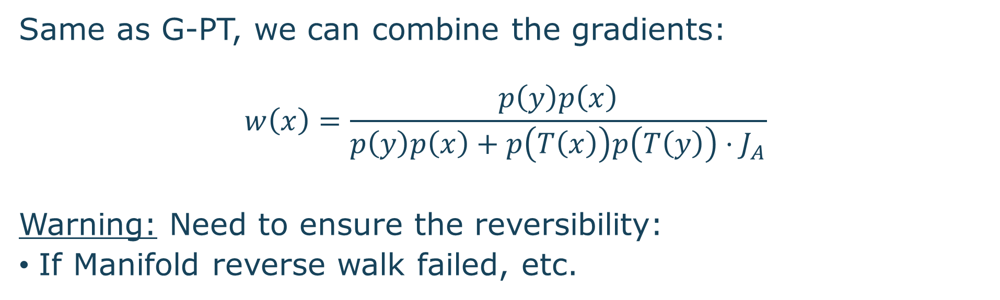 Same as G-PT, we can combine the gradients:
w(x) = p(y)p(x) / p(y)p(x) + p(T(x))p(T(y)) · J_A
Warning: Need to ensure the reversibility:
• If Manifold reverse walk failed, etc.